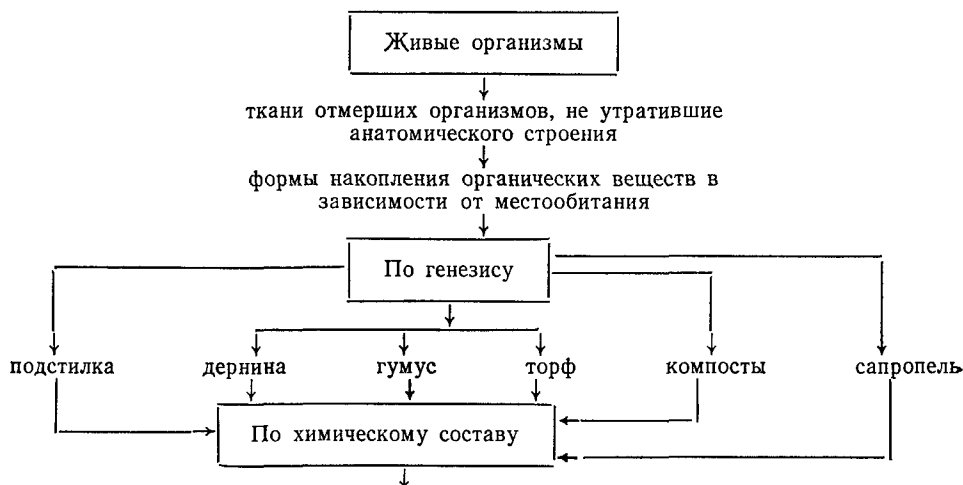 Живые организмы
ткани отмерших организмов, не утратившие
анатомического строения
формы накопления органических веществ в
зависимости от местообитания
По генезису
подстилка дернина гумус торф компосты сапропель
По химическому составу